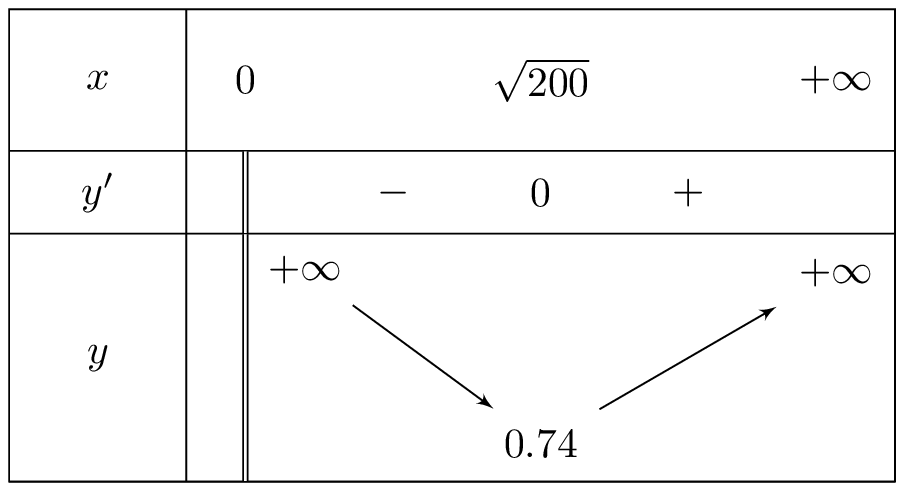 x 0 √200 +∞
y′ − 0 +
+∞ +∞
y
0.74